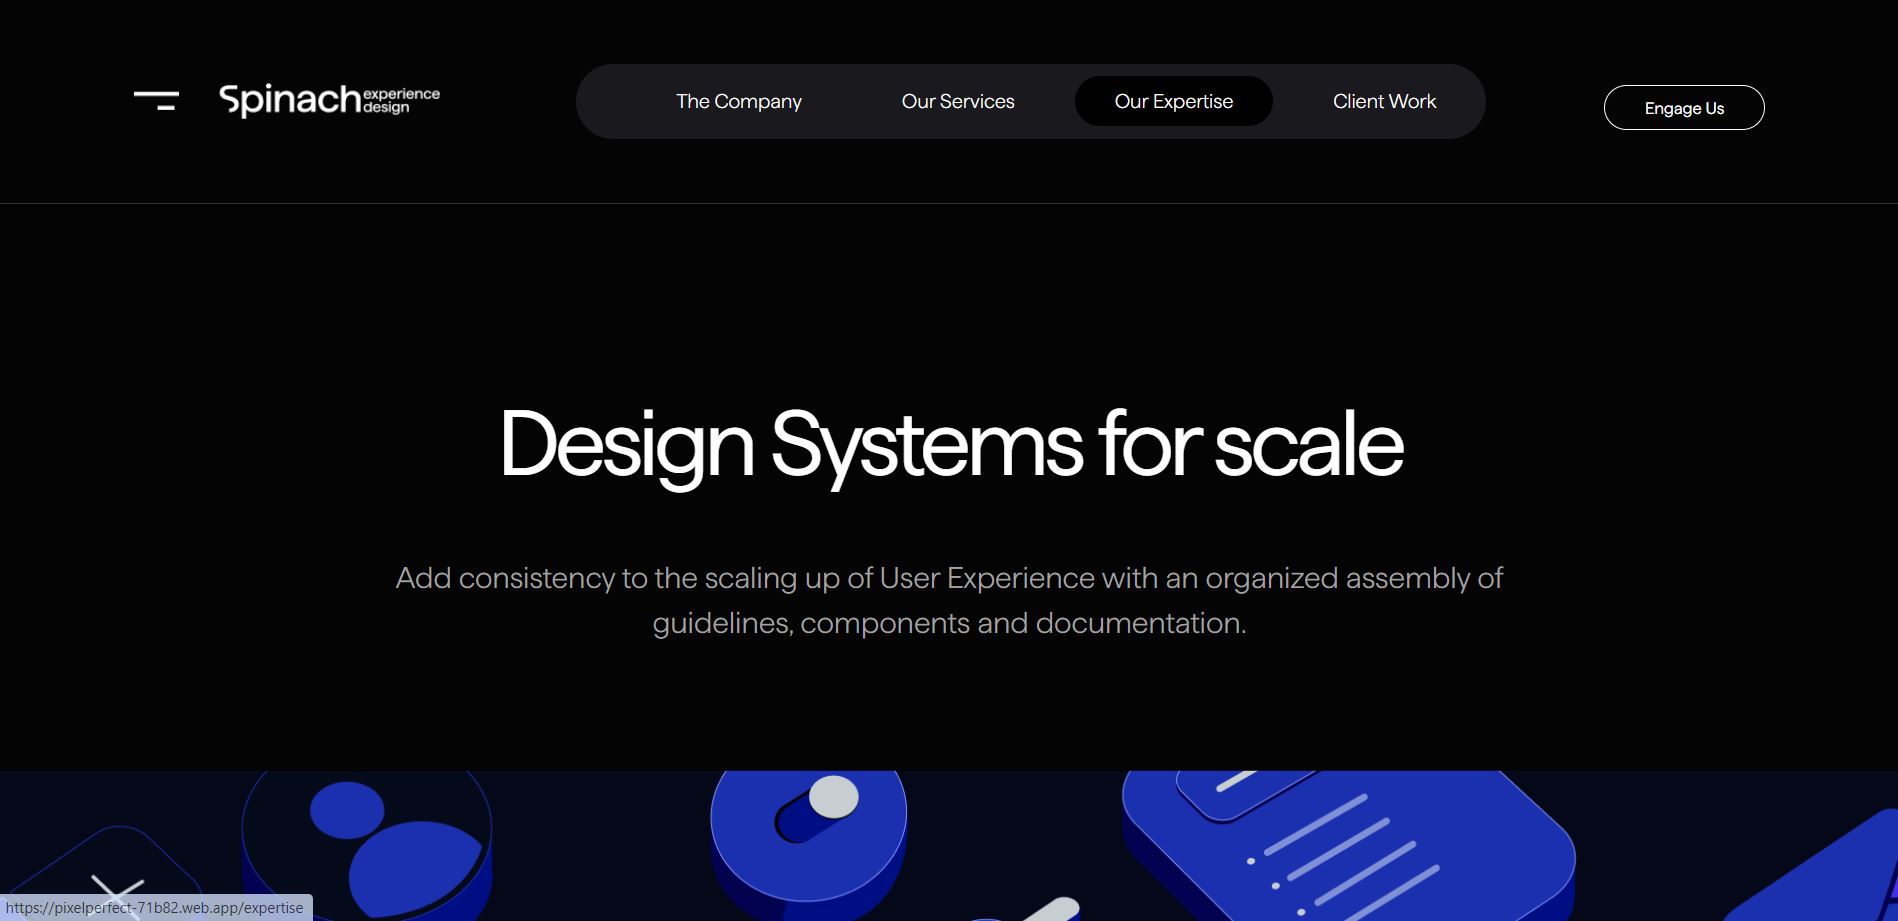 Spinach experience design
The Company
Our Services
Our Expertise
Client Work
Engage Us
Design Systems for scale
Add consistency to the scaling up of User Experience with an organized assembly of
guidelines, components and documentation.
https://pixelperfect-71b82.web.app/expertise